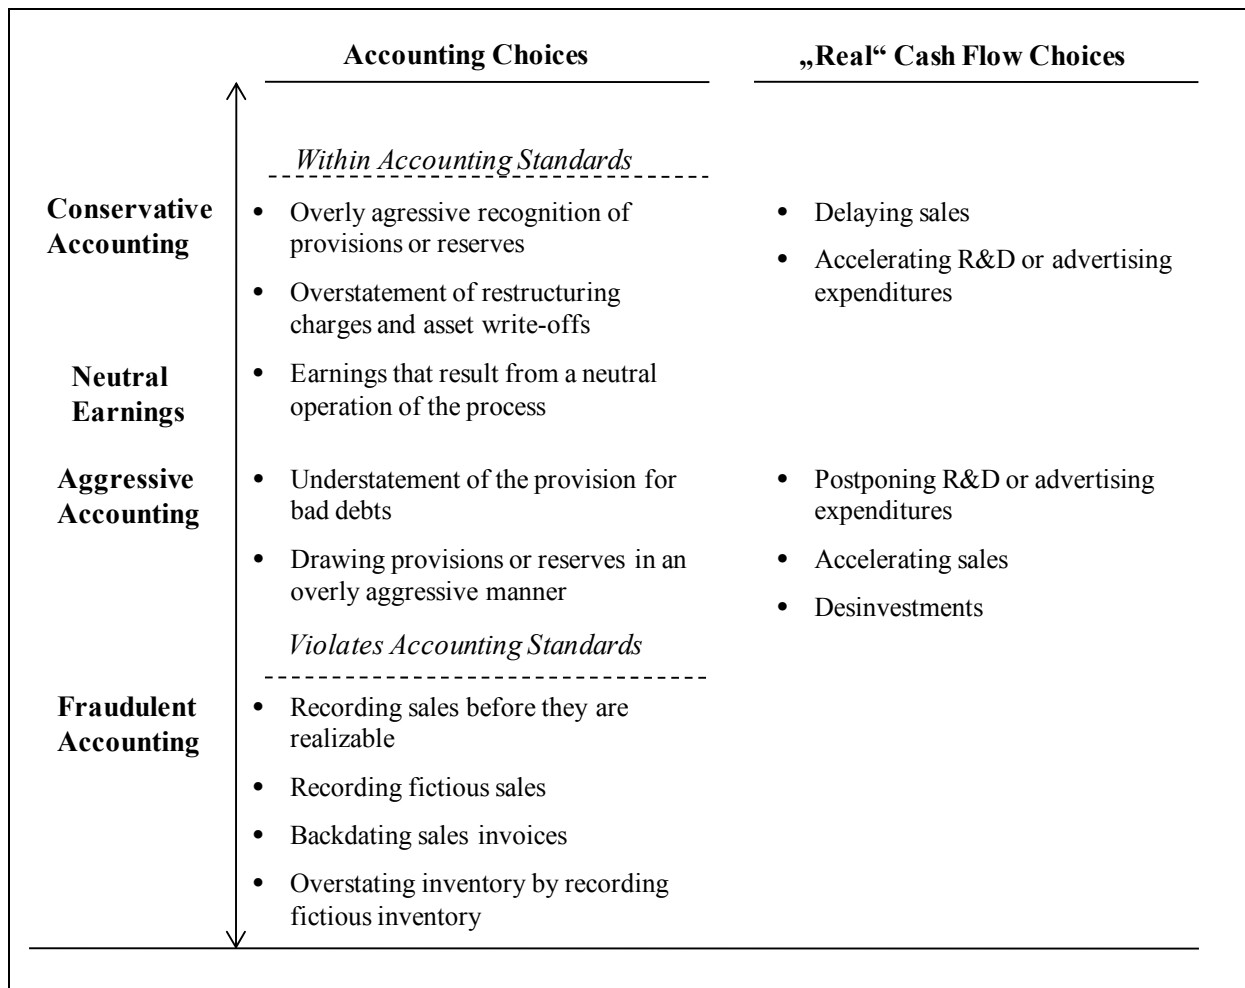 Accounting Choices
„Real“ Cash Flow Choices
Within Accounting Standards
Conservative
Accounting
• Overly agressive recognition of
provisions or reserves
• Overstatement of restructuring
charges and asset write-offs
• Delaying sales
• Accelerating R&D or advertising
expenditures
Neutral
Earnings
• Earnings that result from a neutral
operation of the process
Aggressive
Accounting
• Understatement of the provision for
bad debts
• Drawing provisions or reserves in an
overly aggressive manner
• Postponing R&D or advertising
expenditures
• Accelerating sales
• Desinvestments
Violates Accounting Standards
Fraudulent
Accounting
• Recording sales before they are
realizable
• Recording fictious sales
• Backdating sales invoices
• Overstating inventory by recording
fictious inventory